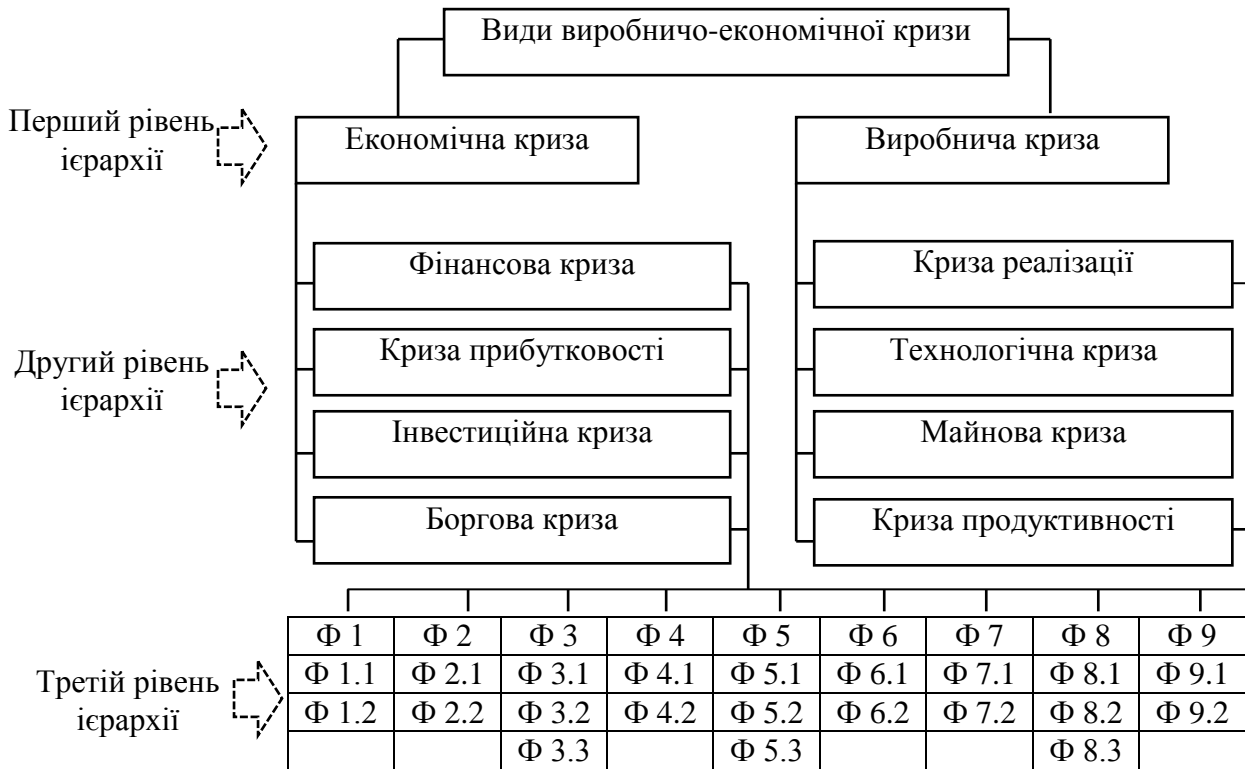 Види виробничо-економічної кризи
Перший рівень
ієрархії
Економічна криза
Виробнича криза
Фінансова криза
Криза реалізації
Другий рівень
ієрархії
Криза прибутковості
Технологічна криза
Інвестиційна криза
Майнова криза
Боргова криза
Криза продуктивності
Третій рівень
ієрархії
Ф 1 Ф 2 Ф 3 Ф 4 Ф 5 Ф 6 Ф 7 Ф 8 Ф 9
Ф 1.1 Ф 2.1 Ф 3.1 Ф 4.1 Ф 5.1 Ф 6.1 Ф 7.1 Ф 8.1 Ф 9.1
Ф 1.2 Ф 2.2 Ф 3.2 Ф 4.2 Ф 5.2 Ф 6.2 Ф 7.2 Ф 8.2 Ф 9.2
Ф 3.3 Ф 5.3 Ф 8.3